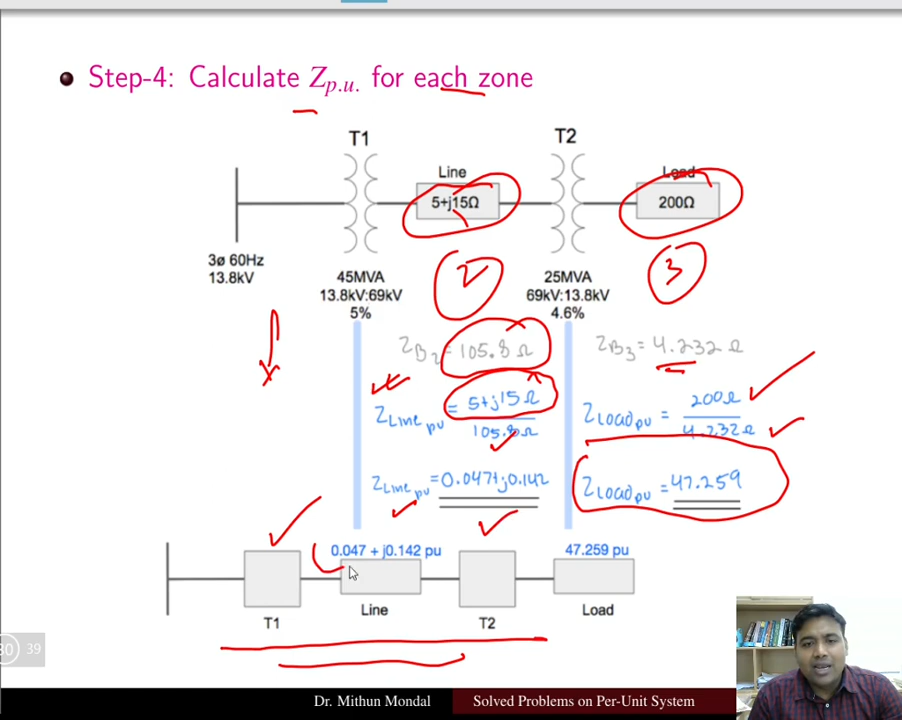 Step-4: Calculate Zp.u. for each zone
T1
T2
Line
Load
5+j15Ω
200Ω
2
3
3ø 60Hz
13.8kV
45MVA
13.8kV:69kV
5%
25MVA
69kV:13.8kV
4.6%
ZB2 = 105.8 Ω
ZB3 = 4.232 Ω
ZLine pu = 5+j15Ω / 105.8Ω
ZLOAD pu = 200Ω / 4.232Ω
ZLine pu = 0.047+j0.142
ZLOAD pu = 47.259
0.047 + j0.142 pu
47.259 pu
T1
Line
T2
Load
39
Dr. Mithun Mondal
Solved Problems on Per-Unit System